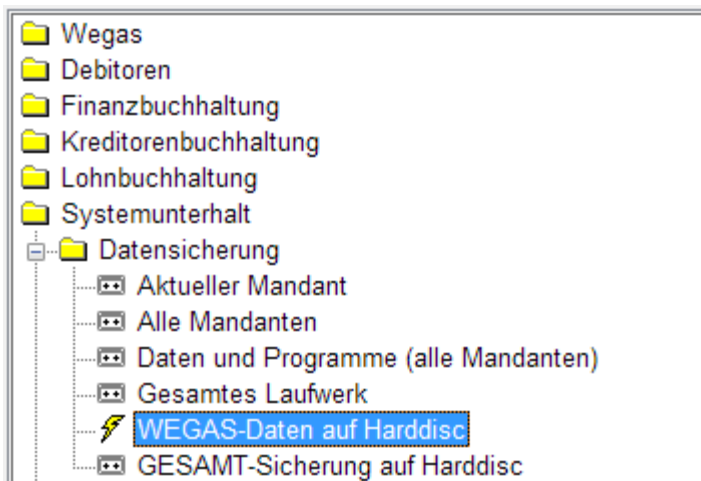 Wegas
Debitoren
Finanzbuchhaltung
Kreditorenbuchhaltung
Lohnbuchhaltung
Systemunterhalt
Datensicherung
Aktueller Mandant
Alle Mandanten
Daten und Programme (alle Mandanten)
Gesamtes Laufwerk
WEGAS-Daten auf Harddisc
GESAMT-Sicherung auf Harddisc